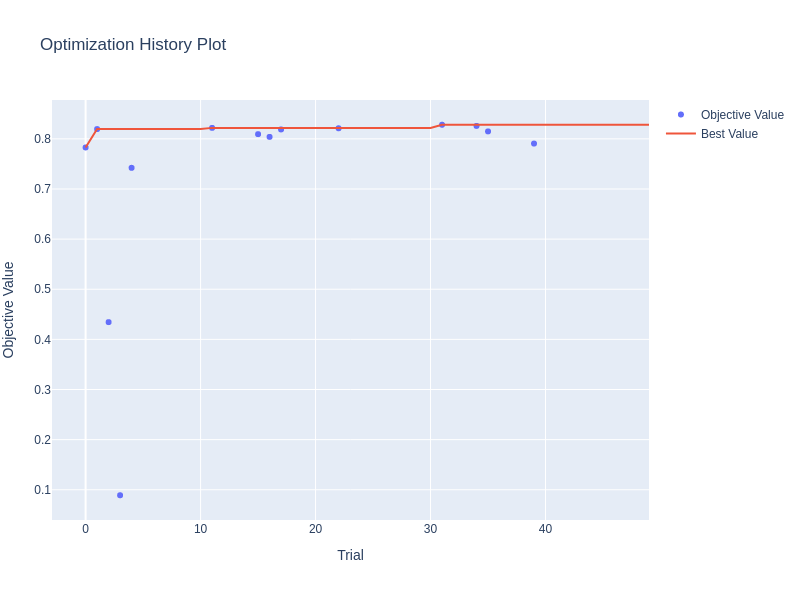 Optimization History Plot
Objective Value
Best Value
0.8
0.7
0.6
0.5
0.4
0.3
0.2
0.1
Objective Value
0
10
20
30
40
Trial